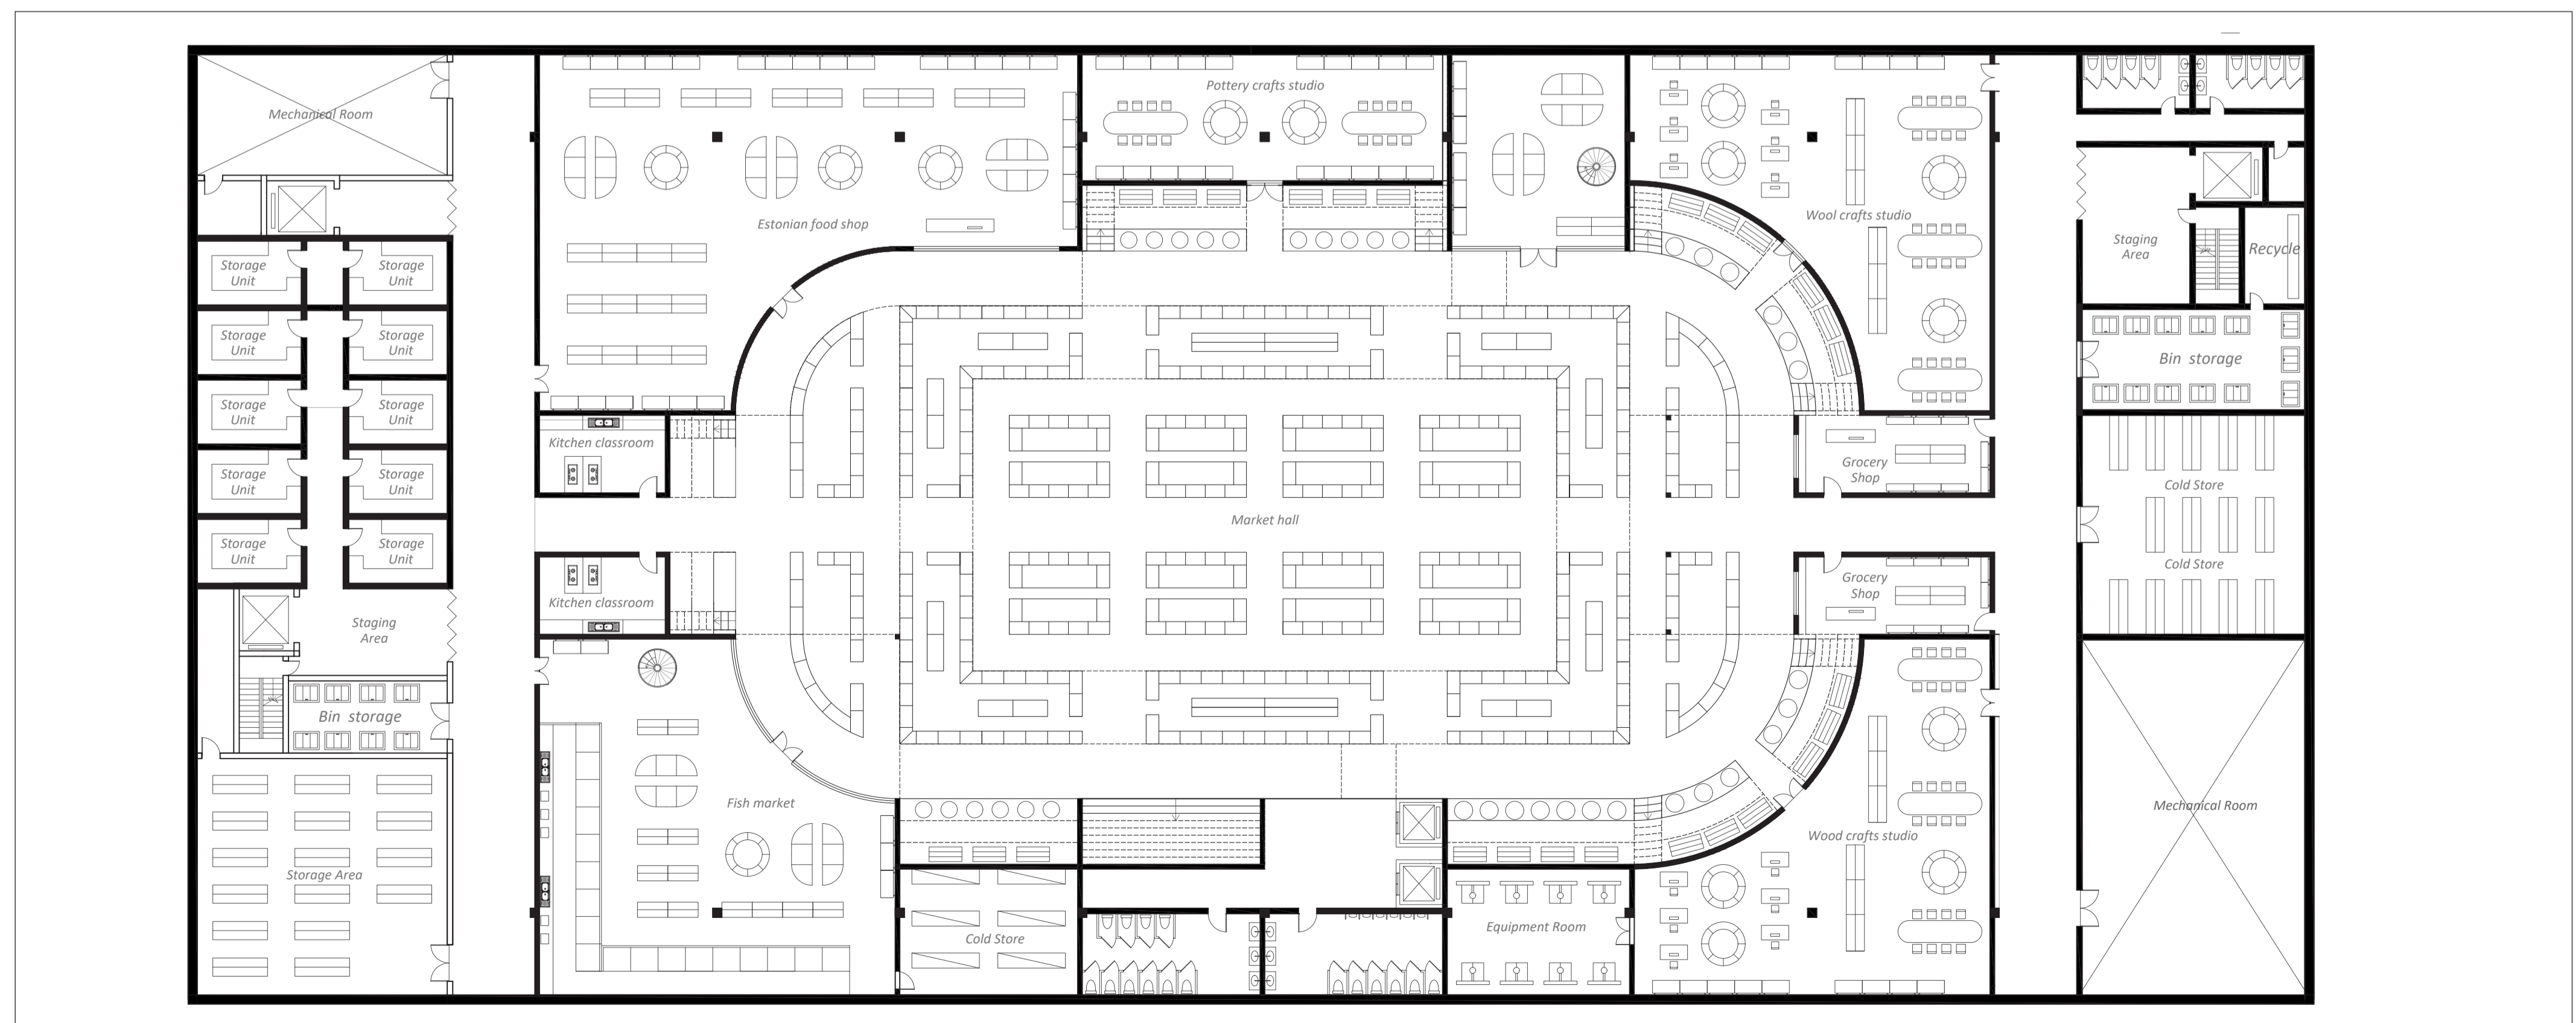 Mechanical Room
Pottery crafts studio
Estonian food shop
Wool crafts studio
Staging
Area
Recycle
Storage
Unit
Storage
Unit
Storage
Unit
Storage
Unit
Bin storage
Storage
Unit
Storage
Unit
Kitchen classroom
Grocery
Shop
Cold Store
Storage
Unit
Storage
Unit
Market hall
Storage
Unit
Storage
Unit
Cold Store
Kitchen classroom
Grocery
Shop
Staging
Area
Bin storage
Fish market
Mechanical Room
Wood crafts studio
Storage Area
Cold Store
Equipment Room